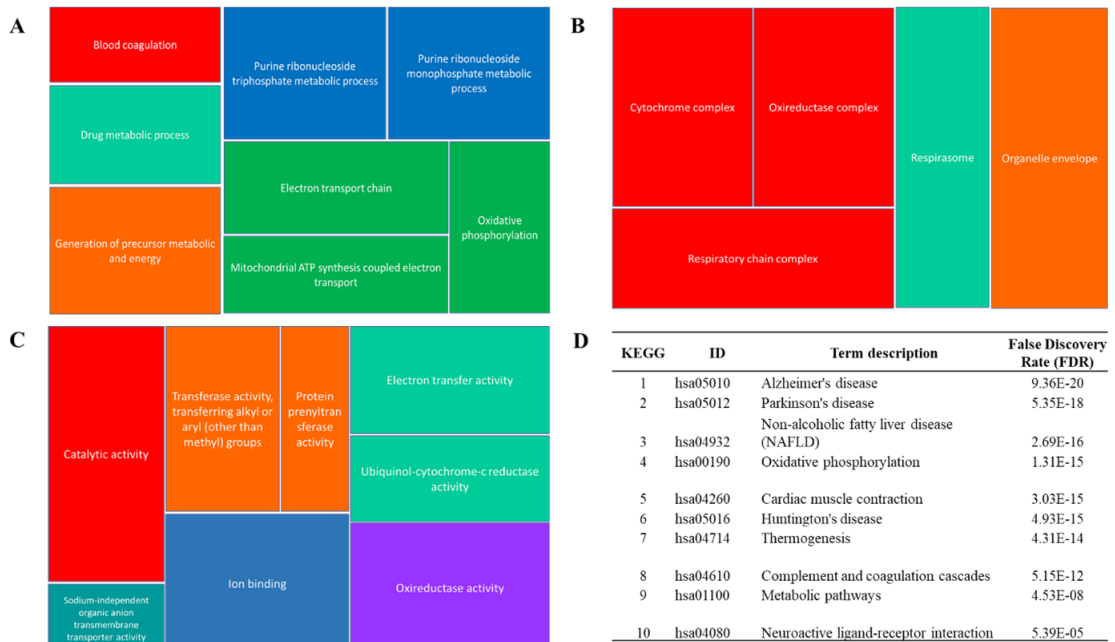 A
Blood coagulation
Drug metabolic process
Generation of precursor metabolic
and energy
Purine ribonucleoside
triphosphate metabolic process
Purine ribonucleoside
monophosphate metabolic
process
Electron transport chain
Mitochondrial ATP synthesis coupled electron
transport
Oxidative
phosphorylation
B
Cytochrome complex
Oxireductase complex
Respiratory chain complex
Respirasome
Organelle envelope
C
Catalytic activity
Sodium-independent
organic anion
transmembrane
transporter activity
Transferase activity,
transferring alkyl or
aryl (other than
methyl) groups
Protein
prenyltran
sferase activity
Ion binding
Electron transfer activity
Ubiquinol-cytochrome-c reductase
activity
Oxireductase activity
D
KEGG ID Term description False Discovery
Rate (FDR)
1 hsa05010 Alzheimer's disease 9.36E-20
2 hsa05012 Parkinson's disease 5.35E-18
Non-alcoholic fatty liver disease
3 hsa04932 (NAFLD) 2.69E-16
4 hsa00190 Oxidative phosphorylation 1.31E-15
5 hsa04260 Cardiac muscle contraction 3.03E-15
6 hsa05016 Huntington's disease 4.93E-15
7 hsa04714 Thermogenesis 4.31E-14
8 hsa04610 Complement and coagulation cascades 5.15E-12
9 hsa01100 Metabolic pathways 4.53E-08
10 hsa04080 Neuroactive ligand-receptor interaction 5.39E-05